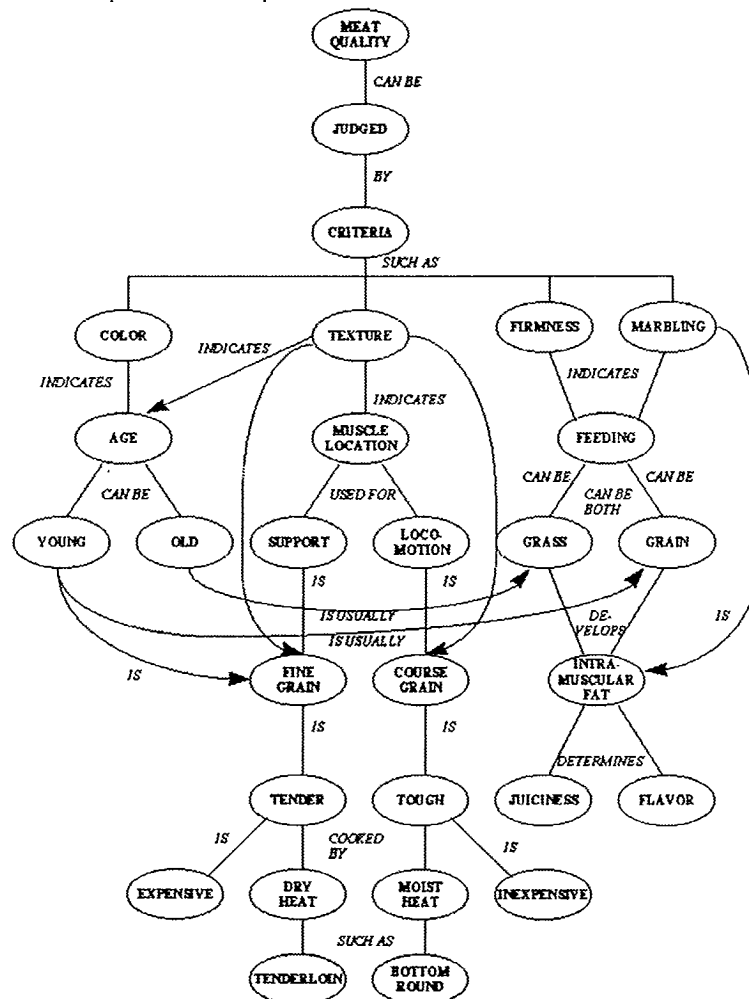 MEAT
QUALITY
CAN BE
JUDGED
BY
CRITERIA
SUCH AS
COLOR
TEXTURE
FIRMNESS
MARBLING
INDICATES
INDICATES
INDICATES
INDICATES
AGE
MUSCLE
LOCATION
FEEDING
CAN BE
USED FOR
CAN BE
CAN BE
BOTH
CAN BE
YOUNG
OLD
SUPPORT
LOCO-
MOTION
GRASS
GRAIN
IS
IS
IS USUALLY
IS USUALLY
DE-
VELOPS
IS
IS
FINE
GRAIN
COURSE
GRAIN
INTRA-
MUSCULAR
FAT
IS
IS
DETERMINES
TENDER
TOUGH
JUICINESS
FLAVOR
IS
COOKED
BY
IS
EXPENSIVE
DRY
HEAT
MOIST
HEAT
INEXPENSIVE
SUCH AS
TENDERLOIN
BOTTOM
ROUND